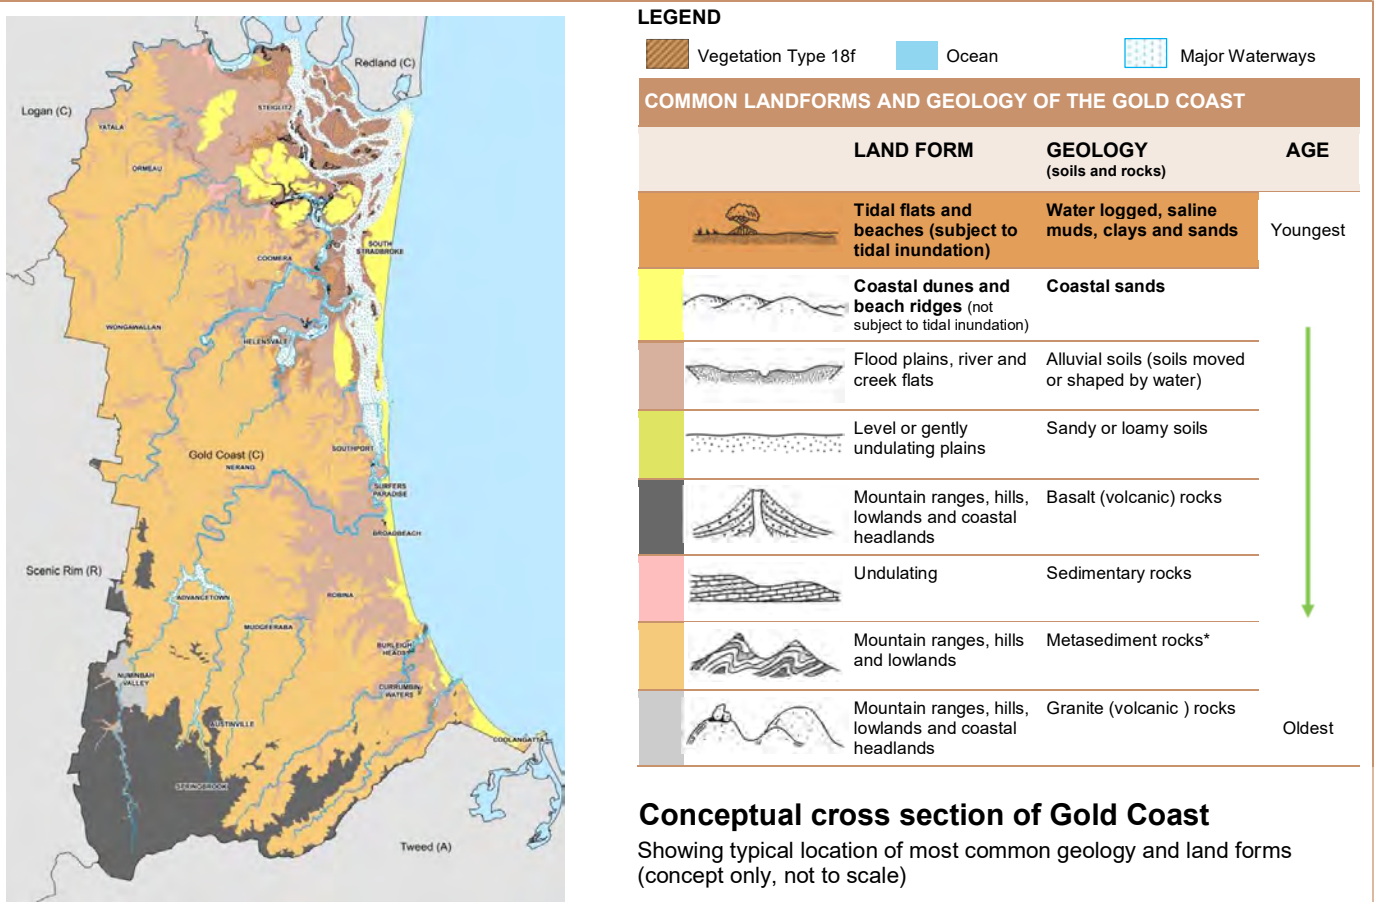 Redland (C)
Logan (C)
STEIGLITZ
YATALA
ORMEAU
SOUTH
STRADBROKE
COOMERA
WONGAWALLAN
HELENSVALE
SOUTHPORT
Gold Coast (C)
NERANG
SURFERS
PARADISE
BROADBEACH
Scenic Rim (R)
ADVANCETOWN
ROBINA
MUDGEERABA
BURLEIGH
HEADS
NUMINBAH
VALLEY
CURRUMBIN
WATERS
AUSTINVILLE
COOLANGATTA
SPRINGBROOK
Tweed (A)
LEGEND
Vegetation Type 18f
Ocean
Major Waterways
COMMON LANDFORMS AND GEOLOGY OF THE GOLD COAST
LAND FORM
GEOLOGY
(soils and rocks)
AGE
Tidal flats and
beaches (subject to
tidal inundation)
Water logged, saline
muds, clays and sands
Youngest
Coastal dunes and
beach ridges (not
subject to tidal inundation)
Coastal sands
Flood plains, river and
creek flats
Alluvial soils (soils moved
or shaped by water)
Level or gently
undulating plains
Sandy or loamy soils
Mountain ranges, hills,
lowlands and coastal
headlands
Basalt (volcanic) rocks
Undulating
Sedimentary rocks
Mountain ranges, hills
and lowlands
Metasediment rocks*
Mountain ranges, hills,
lowlands and coastal
headlands
Granite (volcanic ) rocks
Oldest
Conceptual cross section of Gold Coast
Showing typical location of most common geology and land forms
(concept only, not to scale)